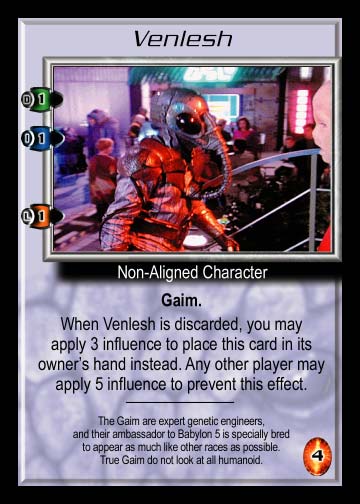 Venlesh
D 1
I 1
L 1
Non-Aligned Character
Gaim.
When Venlesh is discarded, you may
apply 3 influence to place this card in its
owner's hand instead. Any other player may
apply 5 influence to prevent this effect.
The Gaim are expert genetic engineers,
and their ambassador to Babylon 5 is specially bred
to appear as much like other races as possible.
True Gaim do not look at all humanoid.
4